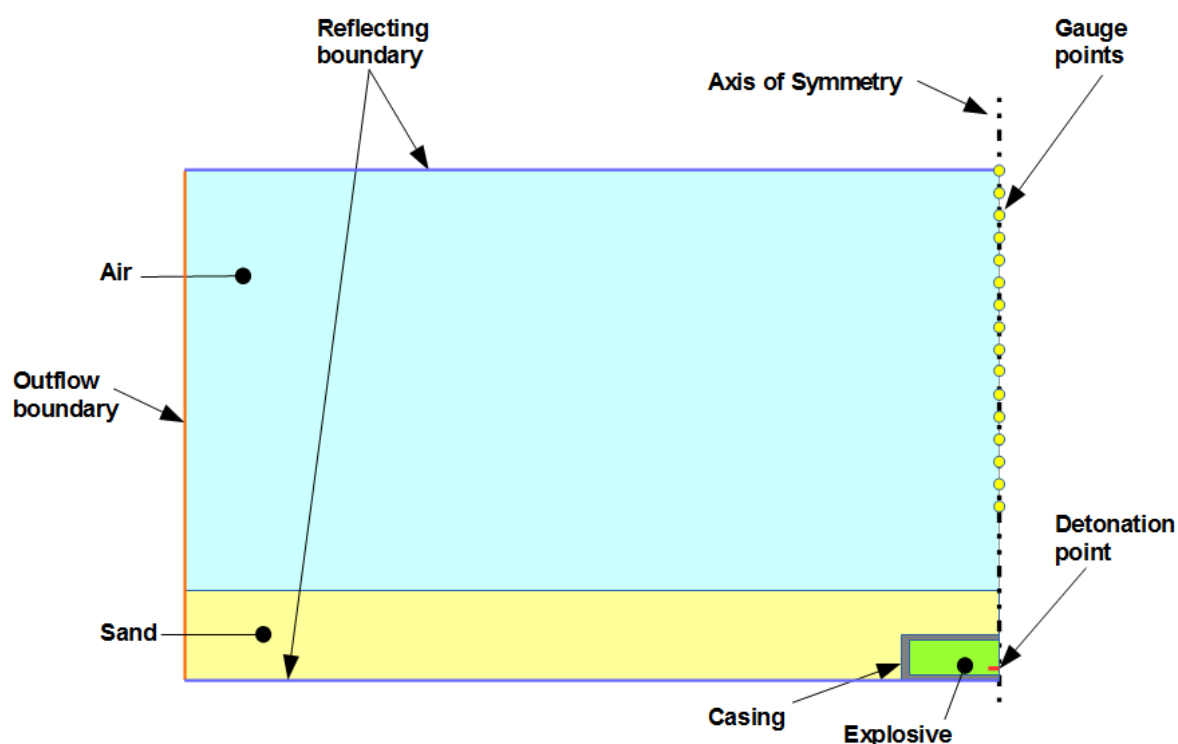 Reflecting
boundary
Gauge
points
Axis of Symmetry
Air
Outflow
boundary
Detonation
point
Sand
Casing
Explosive